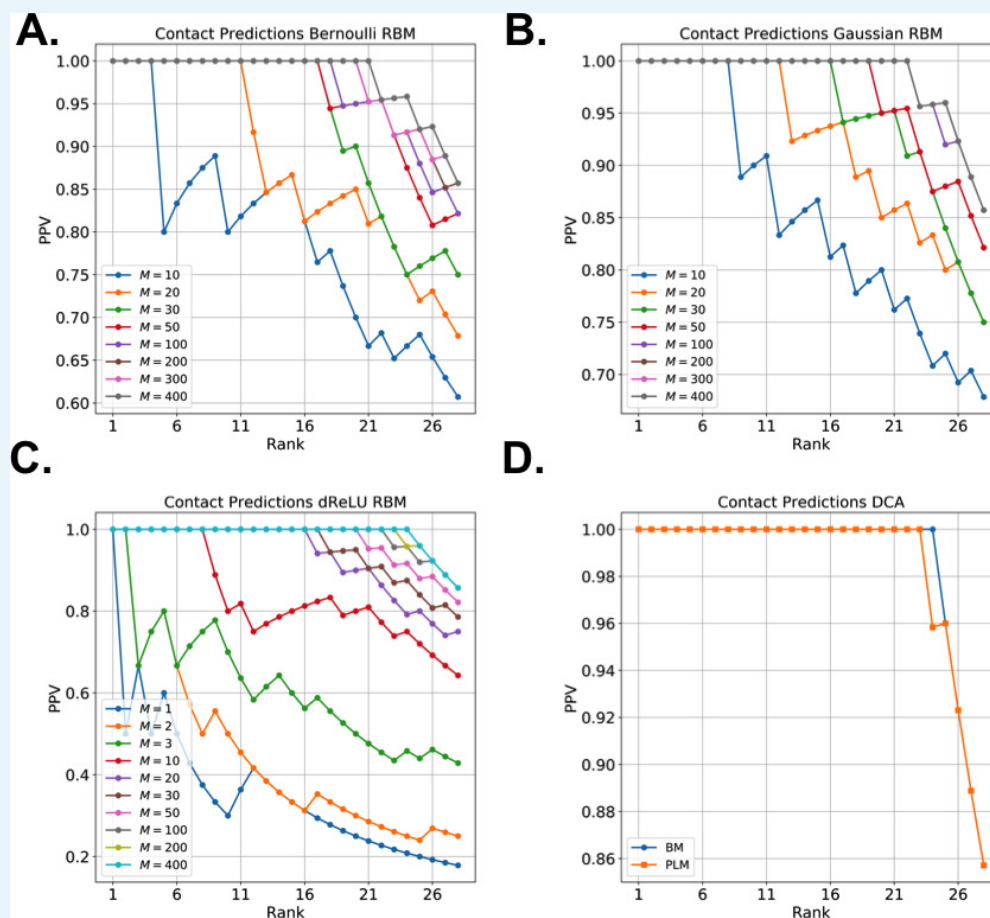 A.
Contact Predictions Bernoulli RBM
PPV
1.00
0.95
0.90
0.85
0.80
0.75
0.70
0.65
0.60
M = 10
M = 20
M = 30
M = 50
M = 100
M = 200
M = 300
M = 400
1 6 11 16 21 26
Rank
B.
Contact Predictions Gaussian RBM
PPV
1.00
0.95
0.90
0.85
0.80
0.75
0.70
M = 10
M = 20
M = 30
M = 50
M = 100
M = 200
M = 300
M = 400
1 6 11 16 21 26
Rank
C.
Contact Predictions dReLU RBM
PPV
1.0
0.8
0.6
0.4
0.2
M = 1
M = 2
M = 3
M = 10
M = 20
M = 30
M = 50
M = 100
M = 200
M = 400
1 6 11 16 21 26
Rank
D.
Contact Predictions DCA
PPV
1.00
0.98
0.96
0.94
0.92
0.90
0.88
0.86
BM
PLM
1 6 11 16 21 26
Rank